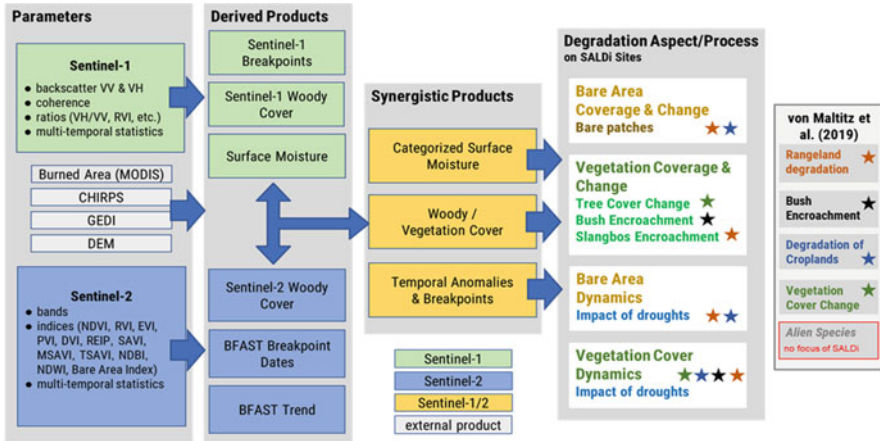 Parameters
Sentinel-1
• backscatter VV & VH
• coherence
• ratios (VH/VV, RVI, etc.)
• multi-temporal statistics
Burned Area (MODIS)
CHIRPS
GEDI
DEM
Sentinel-2
• bands
• indices (NDVI, RVI, EVI,
PVI, DVI, REIP, SAVI,
MSAVI, TSAVI, NDBI,
NDWI, Bare Area Index)
• multi-temporal statistics
Derived Products
Sentinel-1
Breakpoints
Sentinel-1 Woody
Cover
Surface Moisture
Sentinel-2 Woody
Cover
BFAST Breakpoint
Dates
BFAST Trend
Synergistic Products
Categorized Surface
Moisture
Woody /
Vegetation Cover
Temporal Anomalies
& Breakpoints
Sentinel-1
Sentinel-2
Sentinel-1/2
external product
Degradation Aspect/Process
on SALDi Sites
Bare Area
Coverage & Change
Bare patches
Vegetation Coverage &
Change
Tree Cover Change
Bush Encroachment
Slangbos Encroachment
Bare Area
Dynamics
Impact of droughts
Vegetation Cover
Dynamics
Impact of droughts
von Maltitz
et al. (2019)
Rangeland
degradation
Bush
Encroachment
Degradation of
Croplands
Vegetation
Cover Change
Alien Species
no focus of SALDi